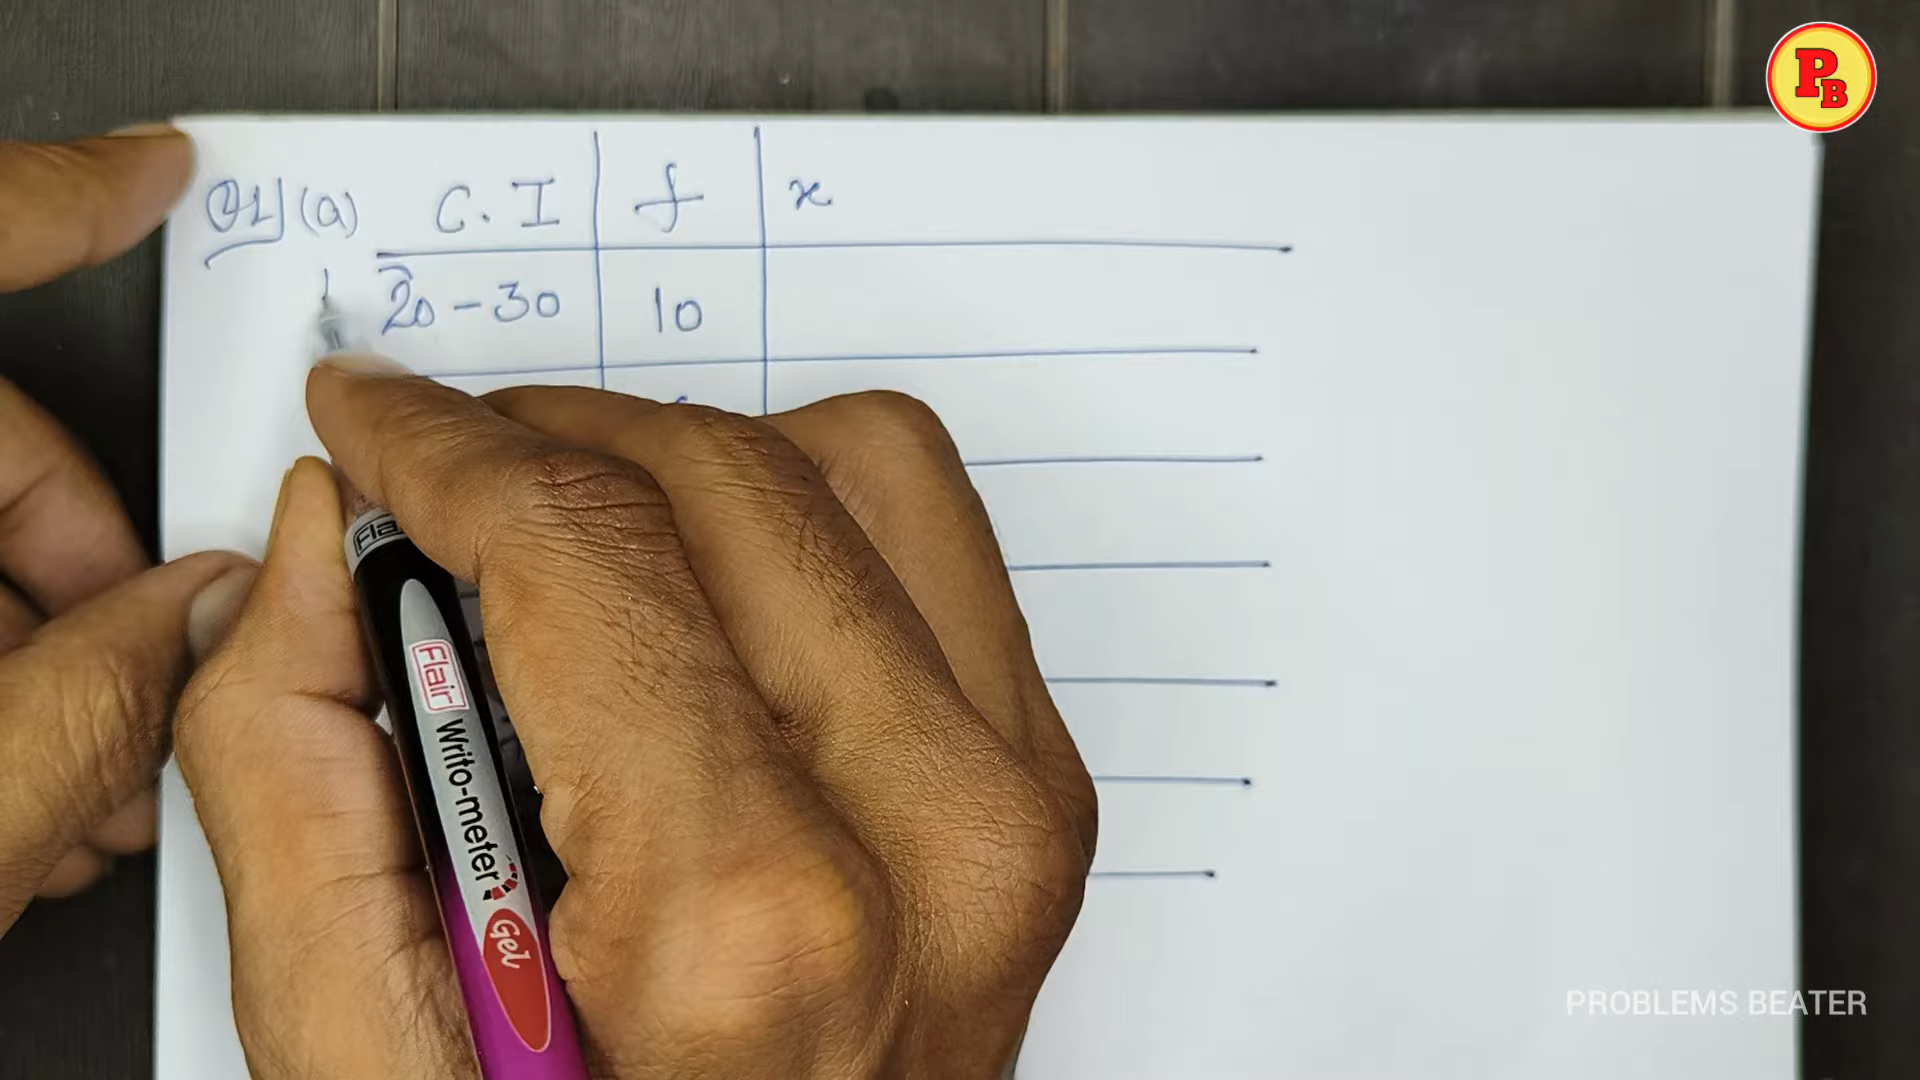 PB
Q1 (a) C.I f x
20-30 10
Flair
Writo-meter
Gel
PROBLEMS BEATER